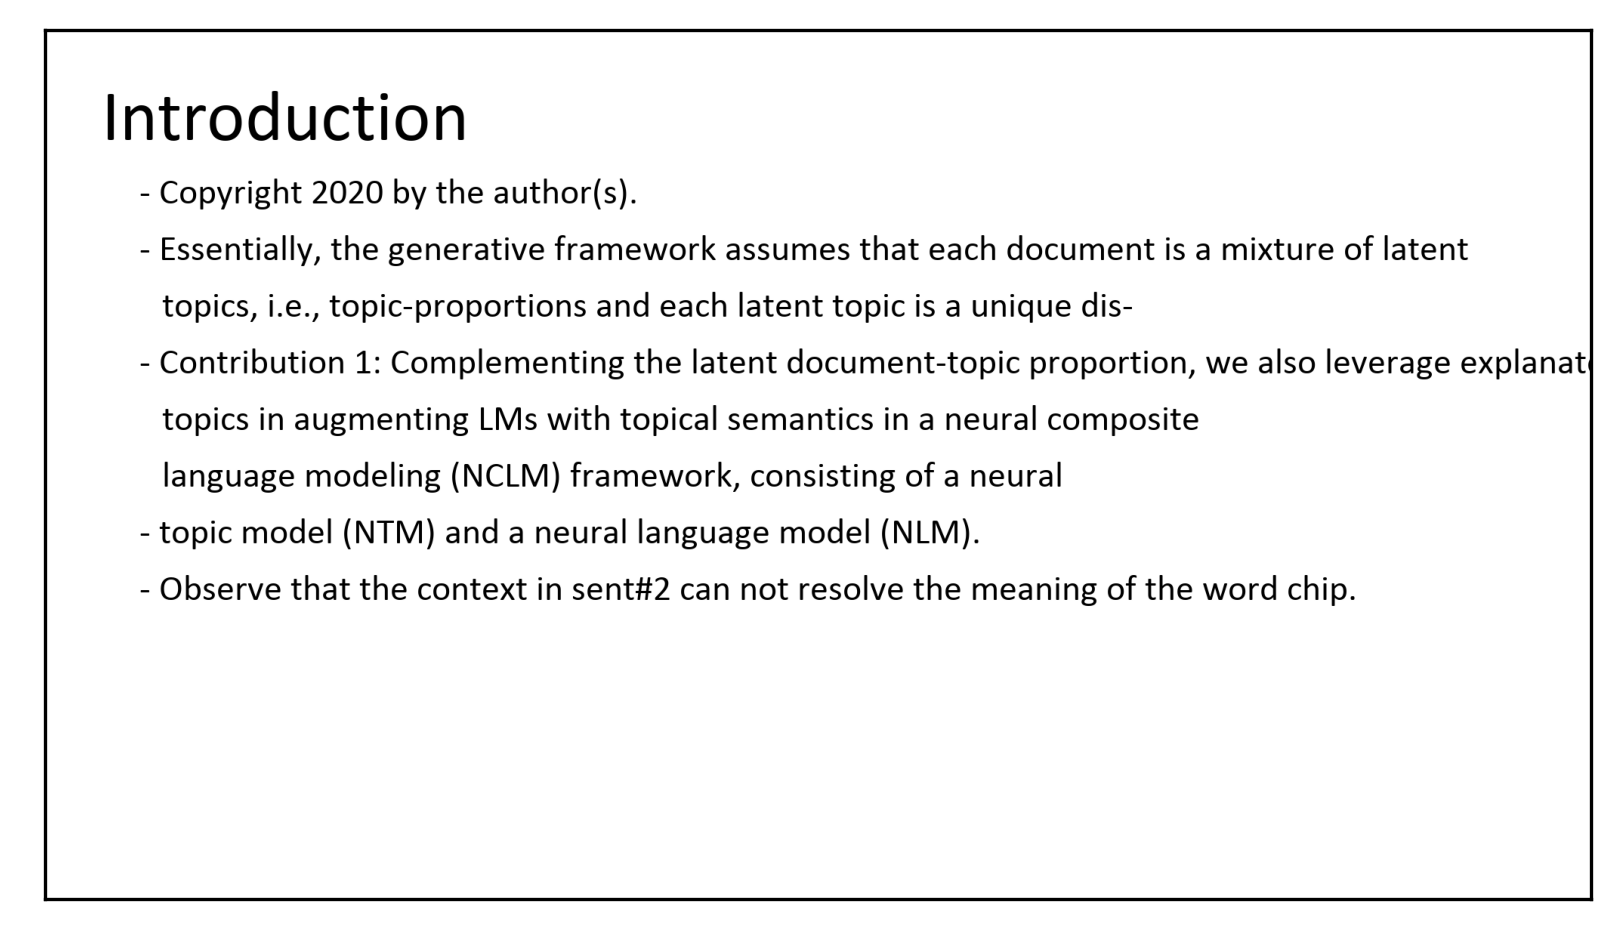 Introduction
- Copyright 2020 by the author(s).
- Essentially, the generative framework assumes that each document is a mixture of latent
topics, i.e., topic-proportions and each latent topic is a unique dis-
- Contribution 1: Complementing the latent document-topic proportion, we also leverage
topics in augmenting LMs with topical semantics in a neural composite
language modeling (NCLM) framework, consisting of a neural
- topic model (NTM) and a neural language model (NLM).
- Observe that the context in sent#2 can not resolve the meaning of the word chip.